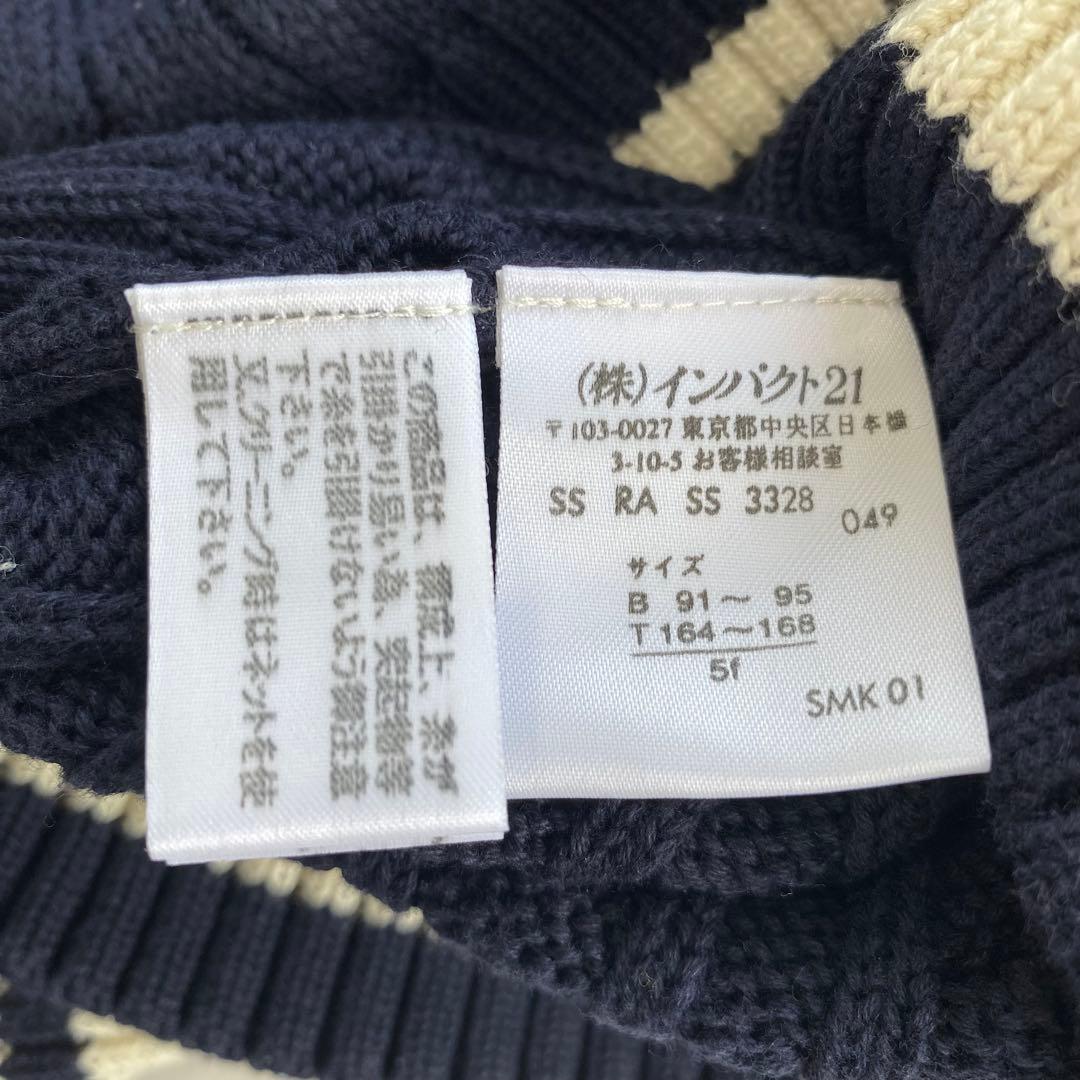 この商品は、構成上、糸が
引掛かり易い為、突起物等
で糸を引掛けないよう御注意
下さい。
又、クリーニング時はネットを使
用して下さい。
(株)インパクト21
〒103-0027 東京都中央区日本橋
3-10-5 お客様相談室
SS RA SS 3328 049
サイズ
B 91～ 95
T 164～168
5f
SMK 01